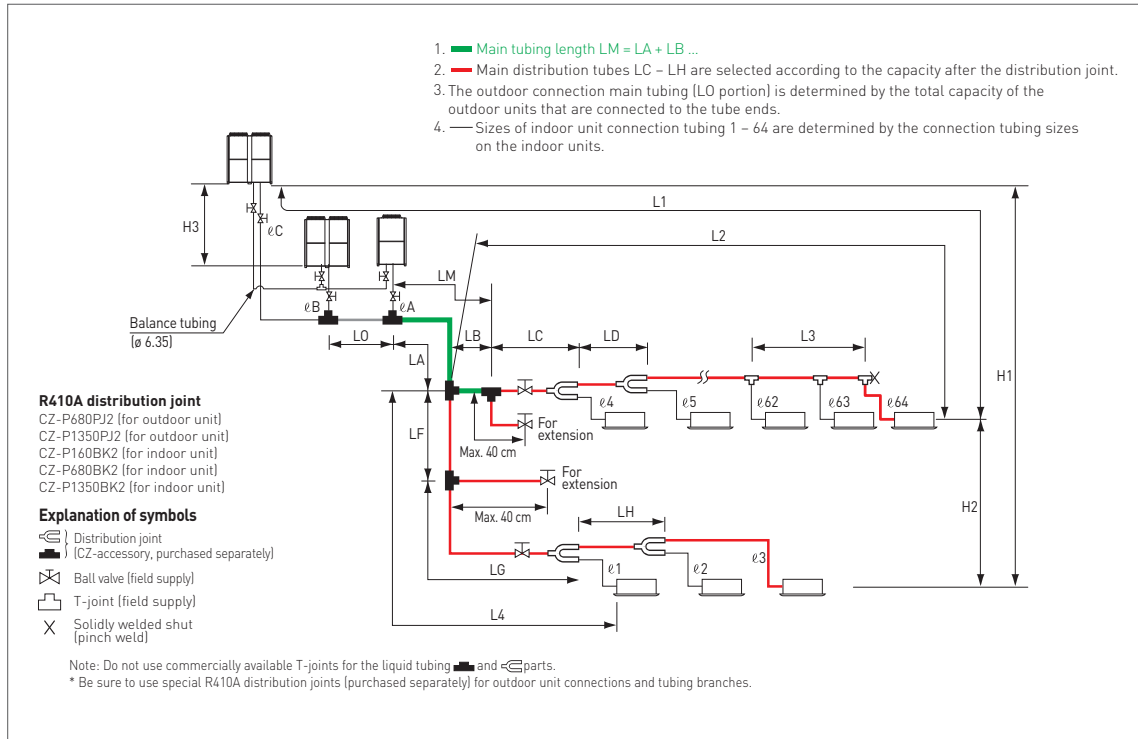 1. Main tubing length LM = LA + LB ...
2. Main distribution tubes LC – LH are selected according to the capacity after the distribution joint.
3. The outdoor connection main tubing (LO portion) is determined by the total capacity of the
outdoor units that are connected to the tube ends.
4. Sizes of indoor unit connection tubing 1 – 64 are determined by the connection tubing sizes
on the indoor units.
L1
H3
ℓC
L2
LM
ℓB
ℓA
Balance tubing
(ø 6.35)
LO
LB
LC
LD
L3
LA
H1
R410A distribution joint
CZ-P680PJ2 (for outdoor unit)
CZ-P1350PJ2 (for outdoor unit)
CZ-P160BK2 (for indoor unit)
CZ-P680BK2 (for indoor unit)
CZ-P1350BK2 (for indoor unit)
ℓ4
ℓ5
ℓ62
ℓ63
ℓ64
LF
For
extension
Max. 40 cm
For
extension
Max. 40 cm
H2
Explanation of symbols
Distribution joint
(CZ-accessory, purchased separately)
Ball valve (field supply)
T-joint (field supply)
Solidly welded shut
(pinch weld)
LH
LG
ℓ1
ℓ2
ℓ3
L4
Note: Do not use commercially available T-joints for the liquid tubing and parts.
* Be sure to use special R410A distribution joints (purchased separately) for outdoor unit connections and tubing branches.